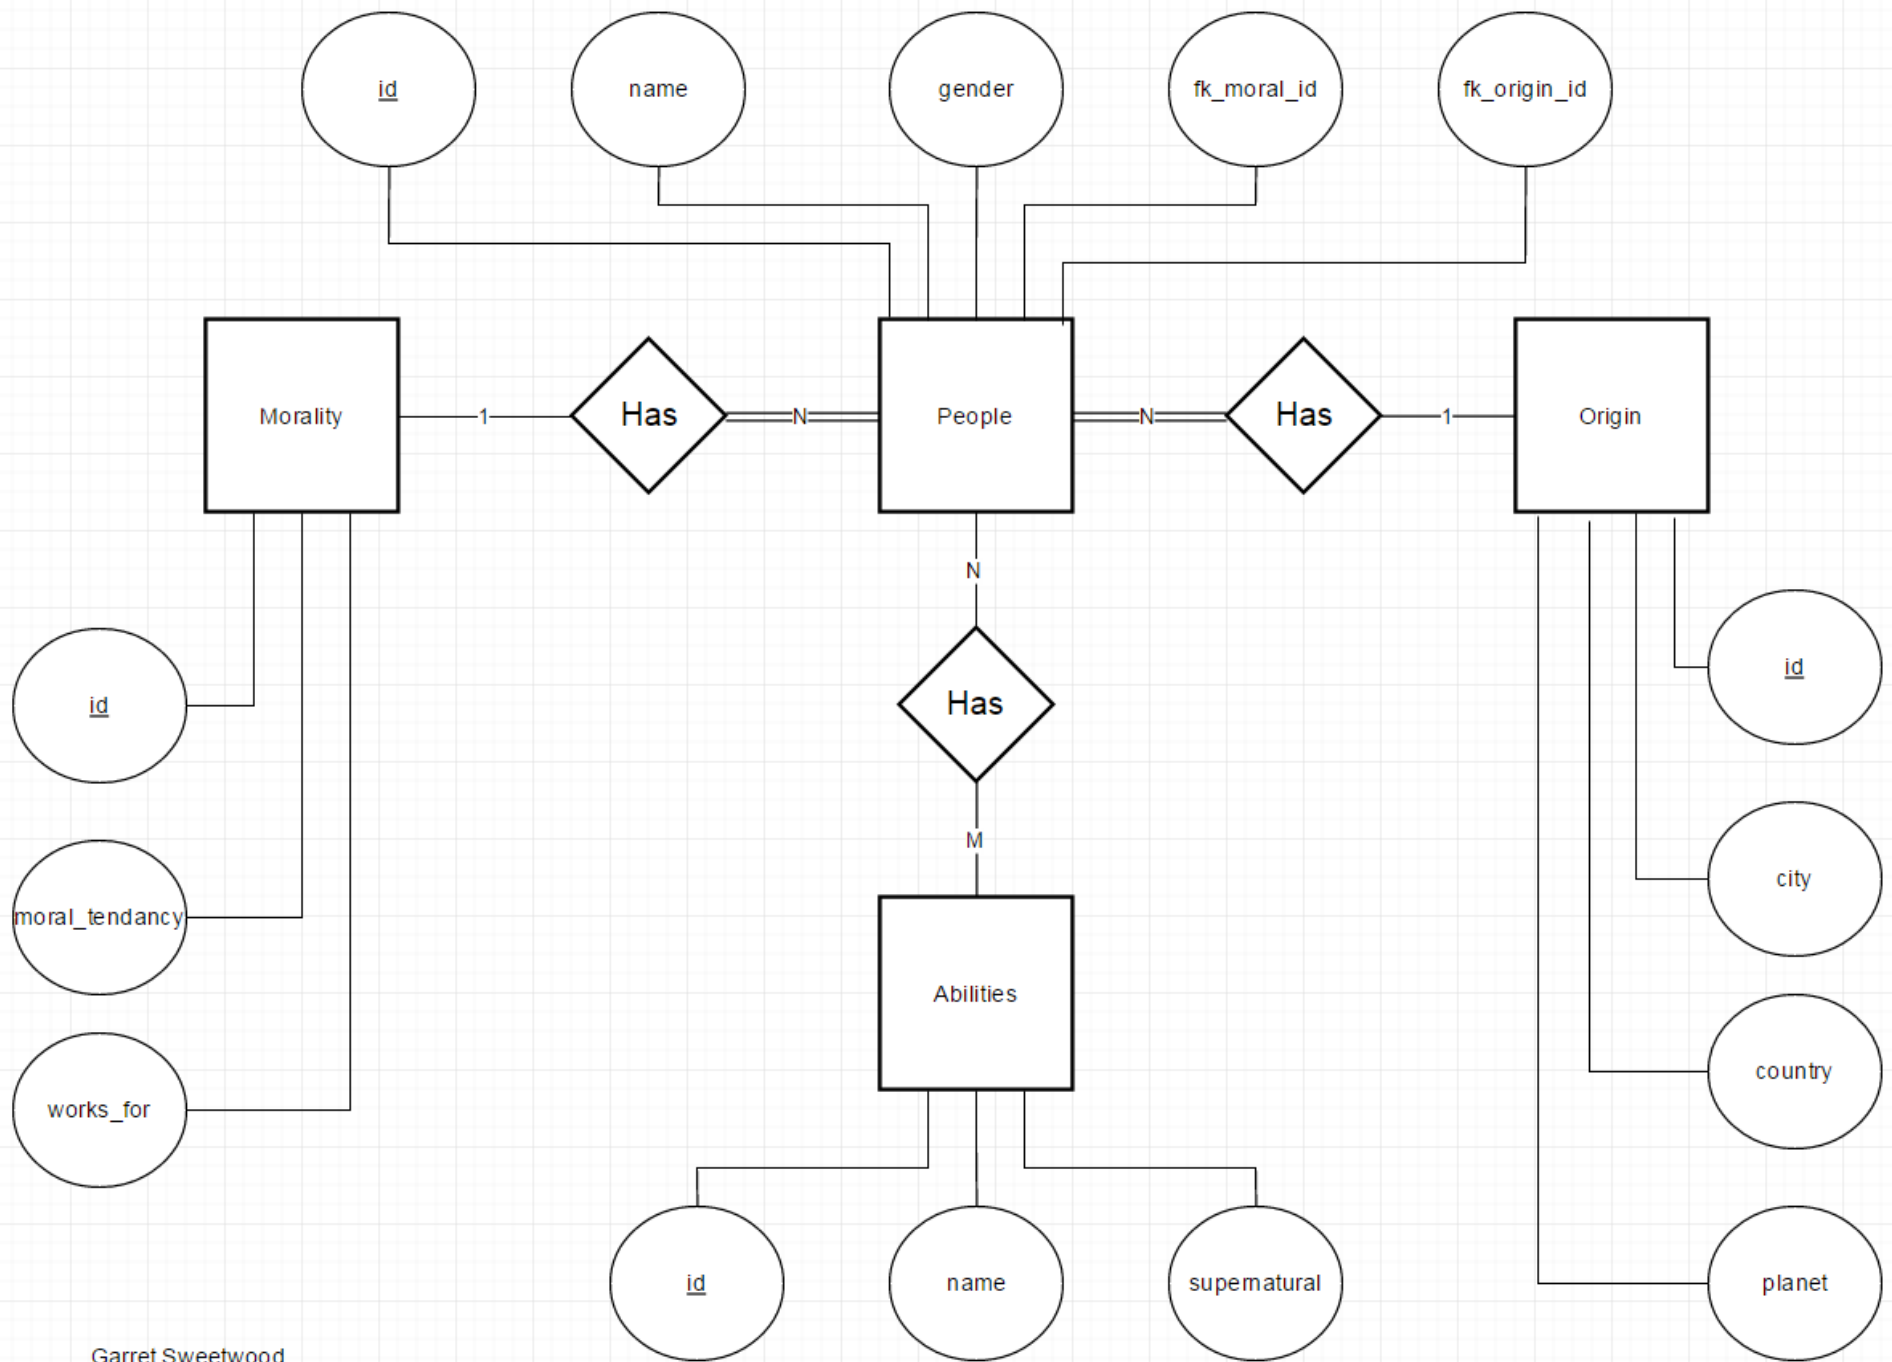 id
name
gender
fk_moral_id
fk_origin_id
Morality
1
Has
N
People
N
Has
1
Origin
N
id
id
Has
M
city
moral_tendancy
Abilities
country
works_for
id
name
supernatural
planet
Garret Sweetwood